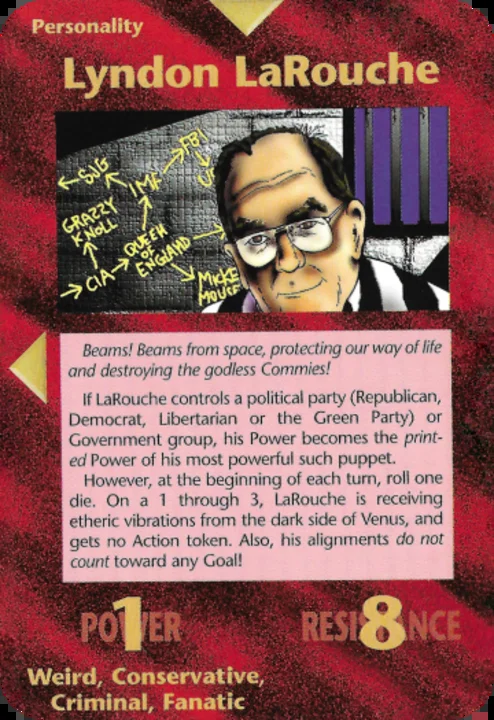 Personality
Lyndon LaRouche
FBI
SJG
IMF
UF
GRAZZY
KNOLL
QUEEN
OF
ENGLAND
CIA
MICKE
MOUSE
Beams! Beams from space, protecting our way of life
and destroying the godless Commies!
If LaRouche controls a political party (Republican,
Democrat, Libertarian or the Green Party) or
Government group, his Power becomes the print-
ed Power of his most powerful such puppet.
However, at the beginning of each turn, roll one
die. On a 1 through 3, LaRouche is receiving
etheric vibrations from the dark side of Venus, and
gets no Action token. Also, his alignments do not
count toward any Goal!
POWER 1
RESISTANCE 8
Weird, Conservative,
Criminal, Fanatic